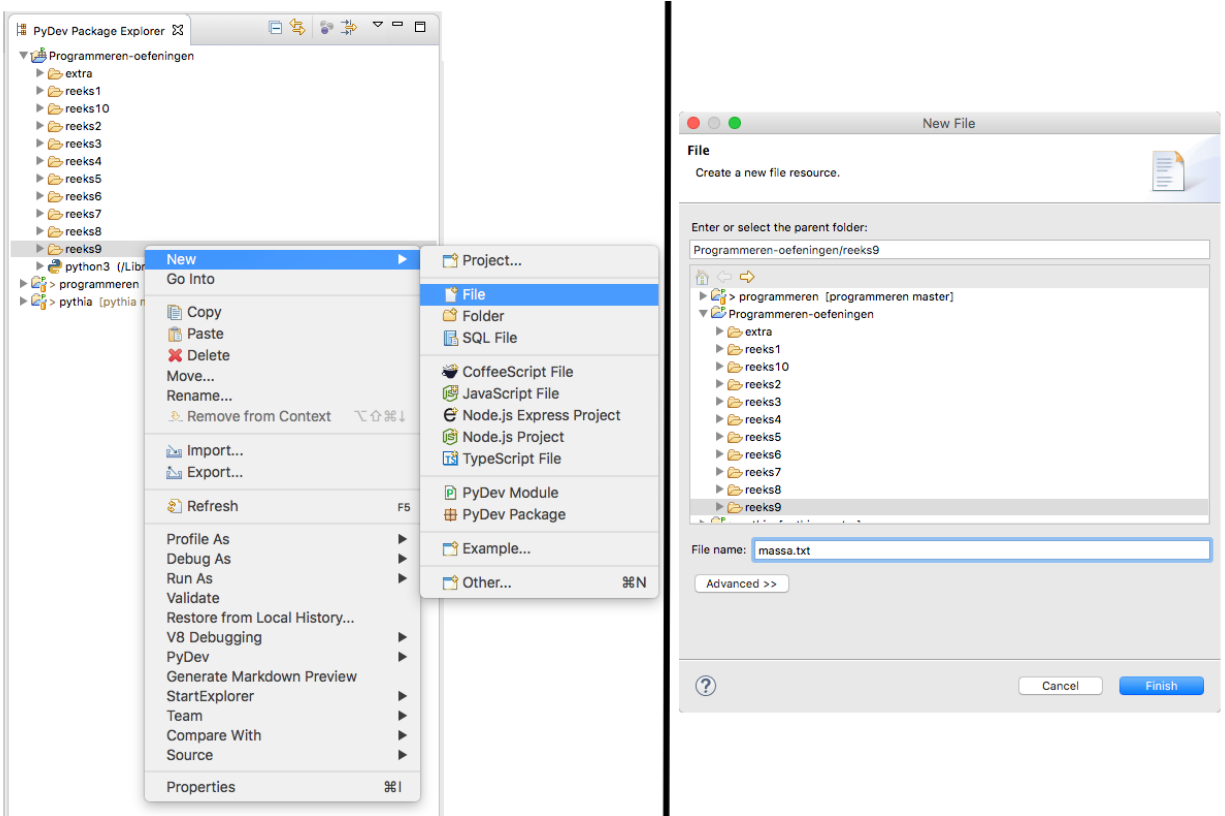 PyDev Package Explorer
Programmeren-oefeningen
extra
reeks1
reeks10
reeks2
reeks3
reeks4
reeks5
reeks6
reeks7
reeks8
reeks9
python3 (/Libr
> programmeren
> pythia [pythia m
New
Go Into
Copy
Paste
Delete
Move...
Rename...
Remove from Context ⌥⇧⌘↓
Import...
Export...
Refresh F5
Profile As
Debug As
Run As
Validate
Restore from Local History...
V8 Debugging
PyDev
Generate Markdown Preview
StartExplorer
Team
Compare With
Source
Properties ⌘I
Project...
File
Folder
SQL File
CoffeeScript File
JavaScript File
Node.js Express Project
Node.js Project
TypeScript File
PyDev Module
PyDev Package
Example...
Other... ⌘N
New File
File
Create a new file resource.
Enter or select the parent folder:
Programmeren-oefeningen/reeks9
> programmeren [programmeren master]
Programmeren-oefeningen
extra
reeks1
reeks10
reeks2
reeks3
reeks4
reeks5
reeks6
reeks7
reeks8
reeks9
File name: massa.txt
Advanced >>
? Cancel Finish